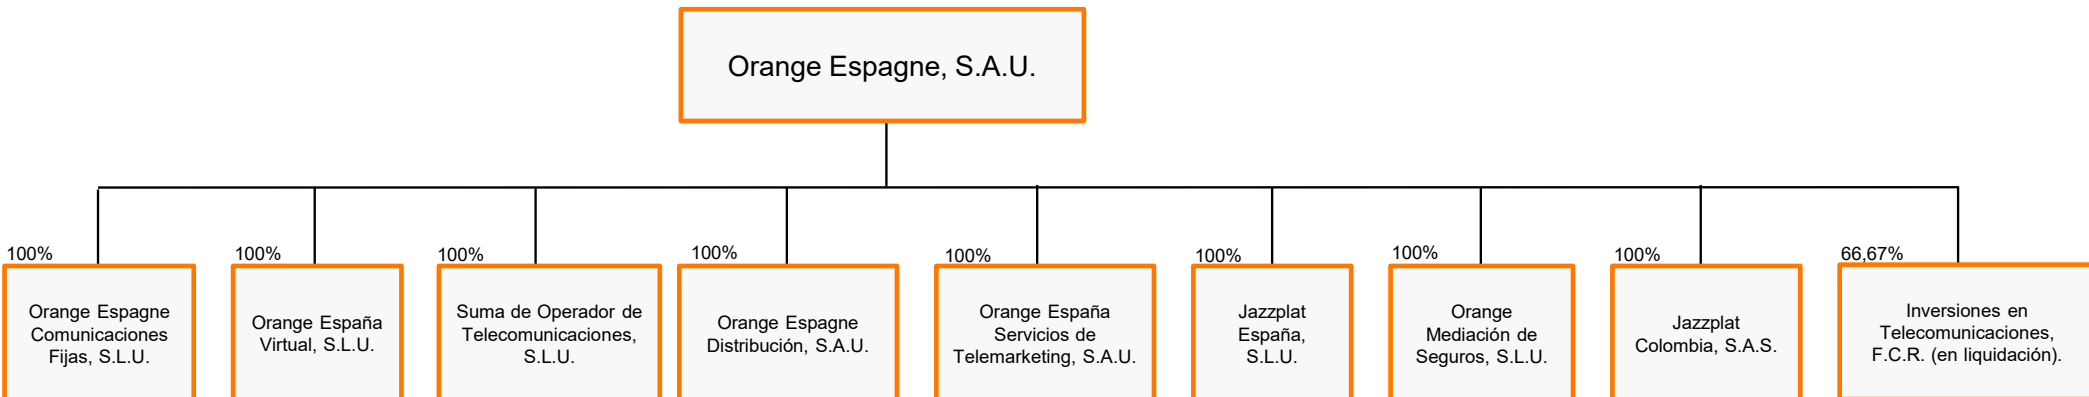 Orange Espagne, S.A.U.
100%
Orange Espagne
Comunicaciones
Fijas, S.L.U.
100%
Orange España
Virtual, S.L.U.
100%
Suma de Operador de
Telecomunicaciones,
S.L.U.
100%
Orange Espagne
Distribución, S.A.U.
100%
Orange España
Servicios de
Telemarketing, S.A.U.
100%
Jazzplat
España,
S.L.U.
100%
Orange
Mediación de
Seguros, S.L.U.
100%
Jazzplat
Colombia, S.A.S.
66,67%
Inversiones en
Telecomunicaciones,
F.C.R. (en liquidación).